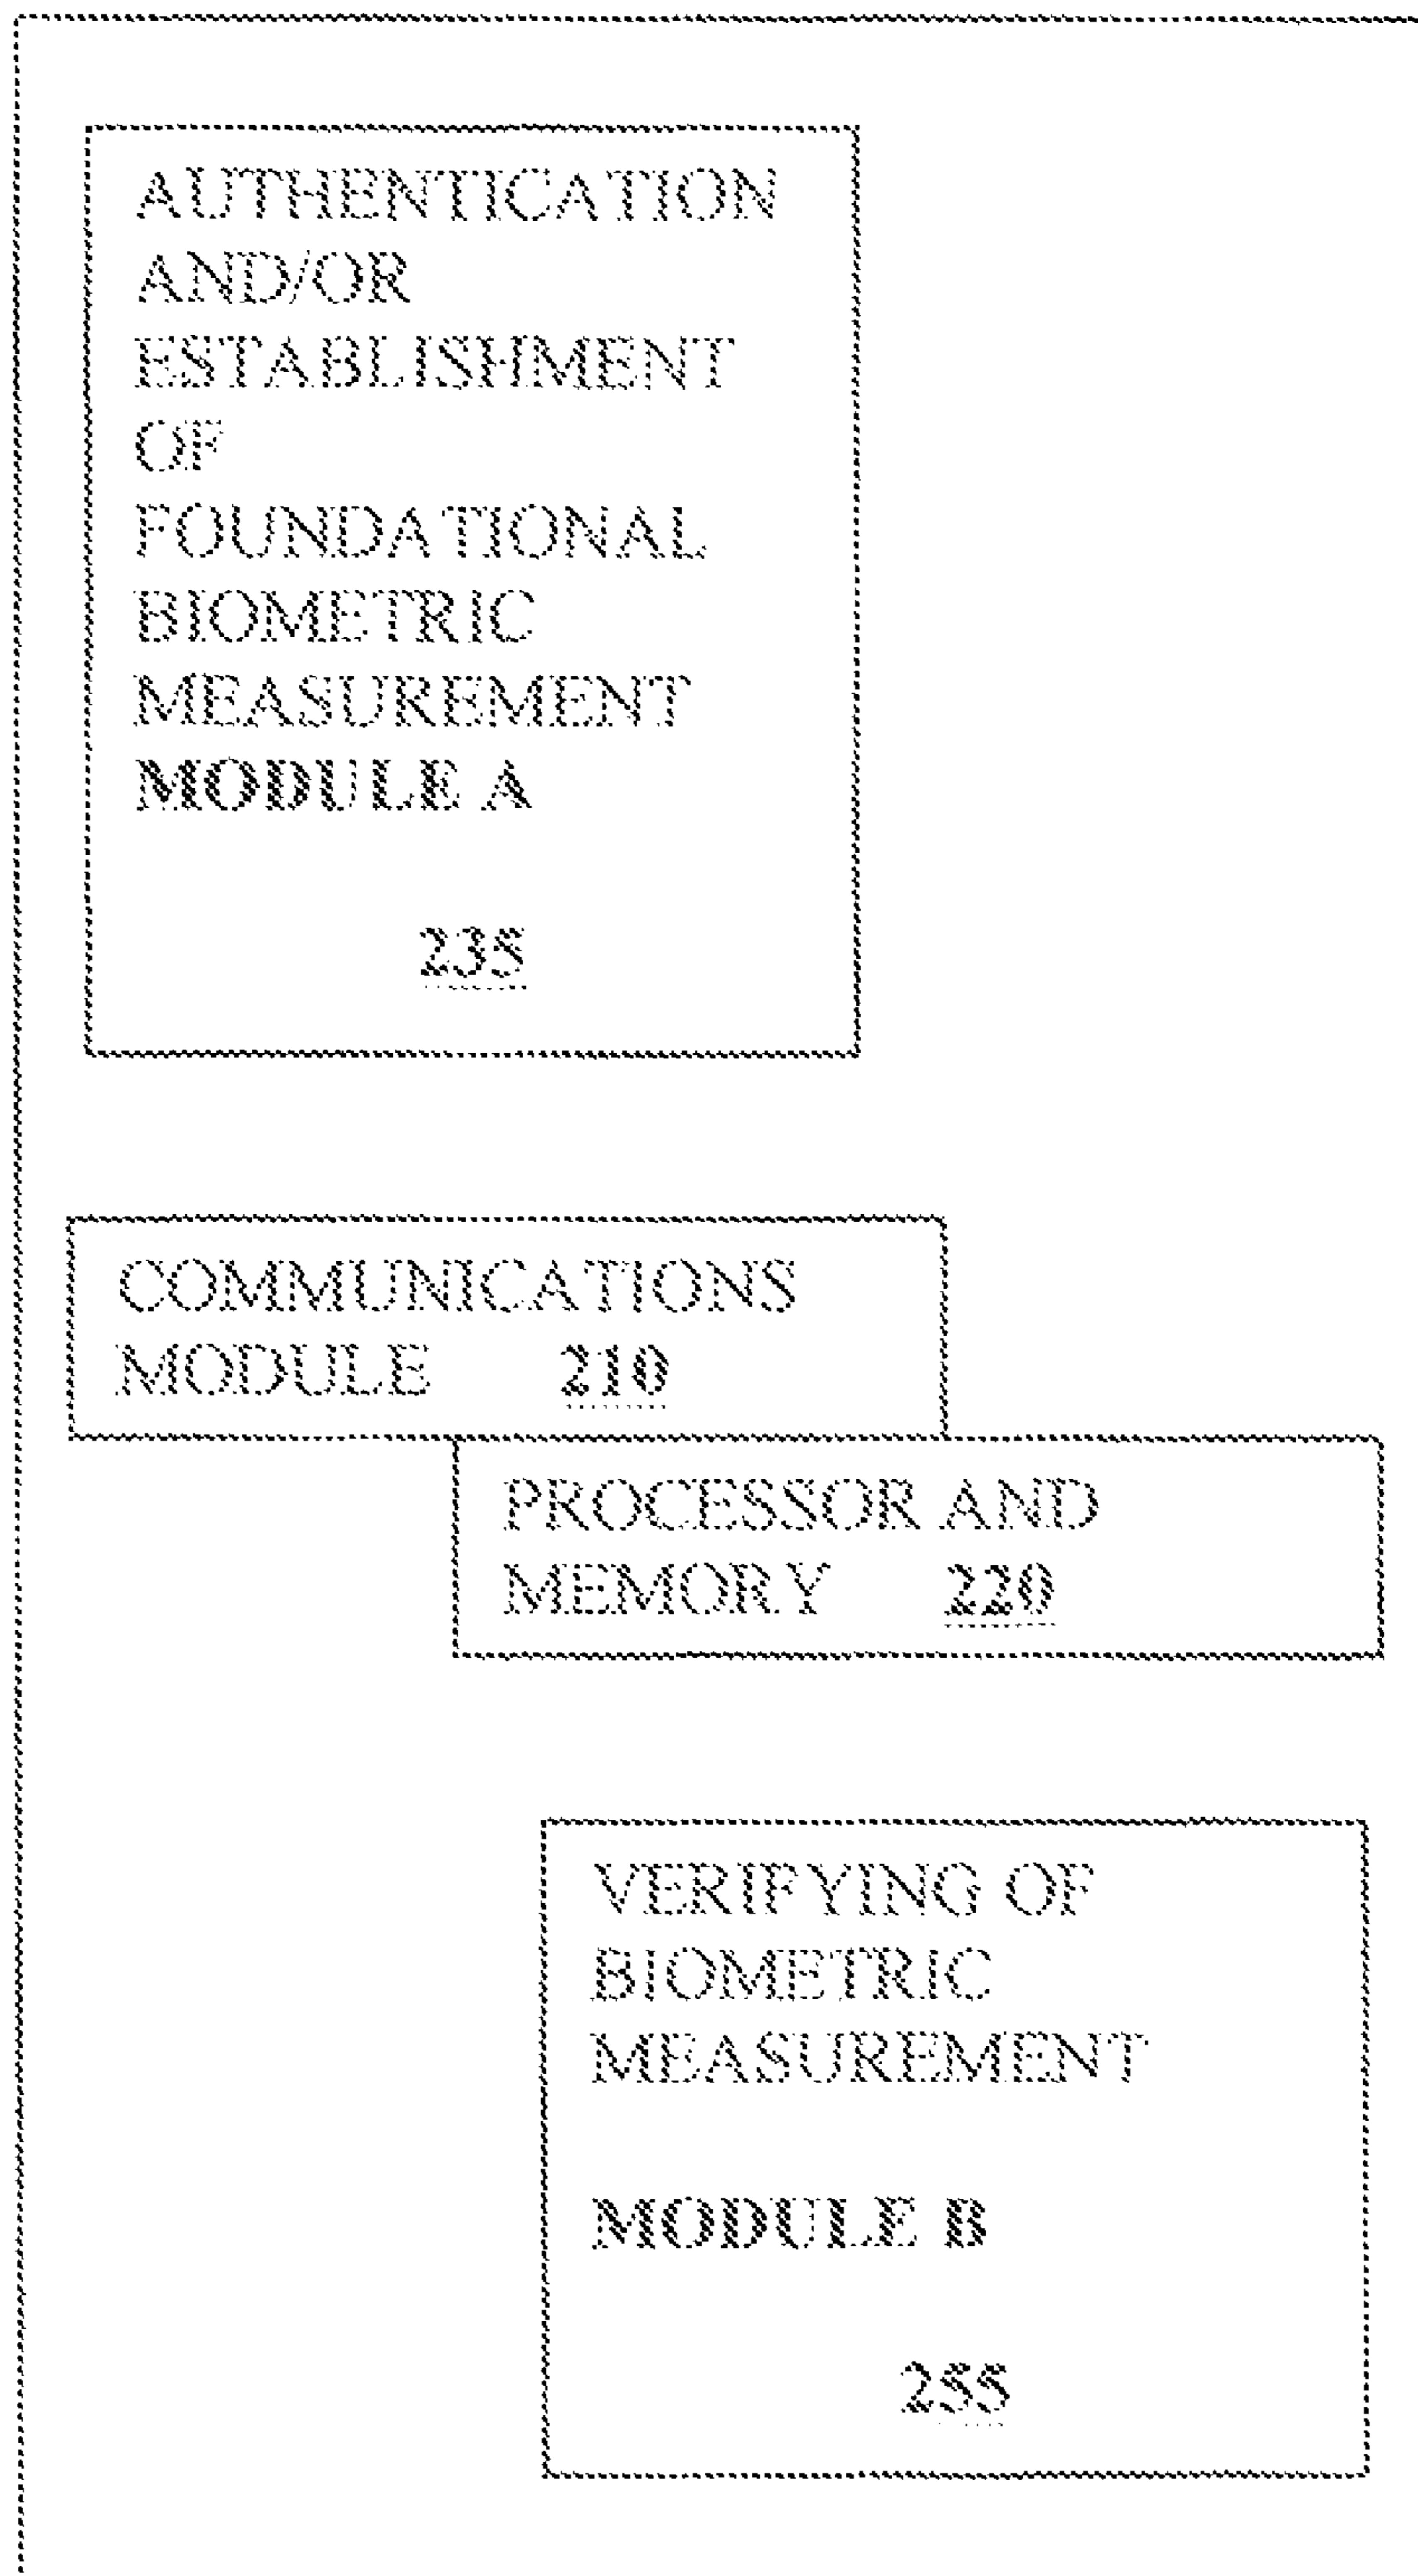 AUTHENTICATION
AND/OR
ESTABLISHMENT
OF
FOUNDATIONAL
BIOMETRIC
MEASUREMENT
MODULE A
235
COMMUNICATIONS
MODULE 210
PROCESSOR AND
MEMORY 220
VERIFYING OF
BIOMETRIC
MEASUREMENT
MODULE B
255